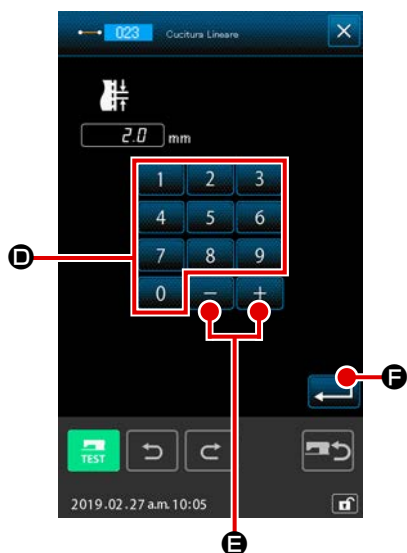 023 Cucitura Lineare
2.0 mm
1 2 3
4 5 6
D
7 8 9
0 − +
F
TEST
2019.02.27 a.m. 10:05
E